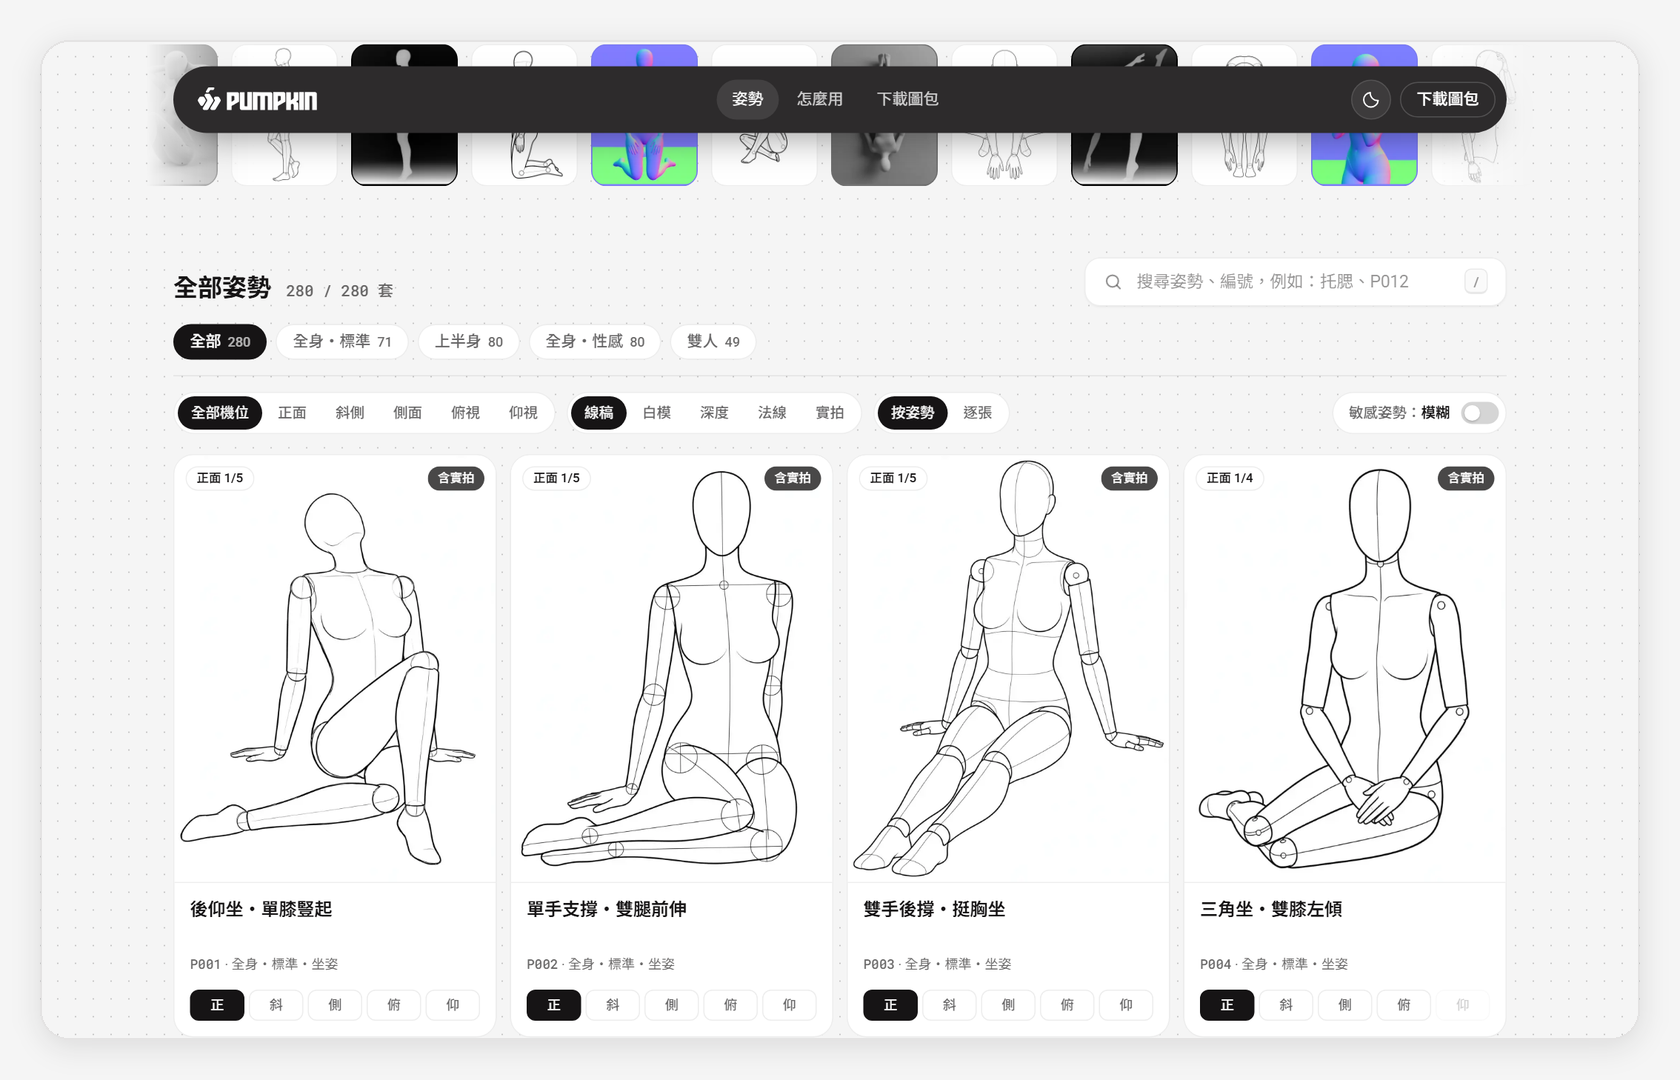 PUMPKIN
姿勢
怎麼用
下載圖包
下載圖包
全部姿勢 280 / 280 套
搜尋姿勢、編號，例如：托腮、P012 /
全部 280
全身・標準 71
上半身 80
全身・性感 80
雙人 49
全部機位 正面 斜側 側面 俯視 仰視
線稿 白模 深度 法線 實拍
按姿勢 逐張
敏感姿勢：模糊
正面 1/5 含實拍
後仰坐・單膝豎起
P001 · 全身・標準・坐姿
正 斜 側 俯 仰
正面 1/5 含實拍
單手支撐・雙腿前伸
P002 · 全身・標準・坐姿
正 斜 側 俯 仰
正面 1/5 含實拍
雙手後撐・挺胸坐
P003 · 全身・標準・坐姿
正 斜 側 俯 仰
正面 1/4 含實拍
三角坐・雙膝左傾
P004 · 全身・標準・坐姿
正 斜 側 俯 仰